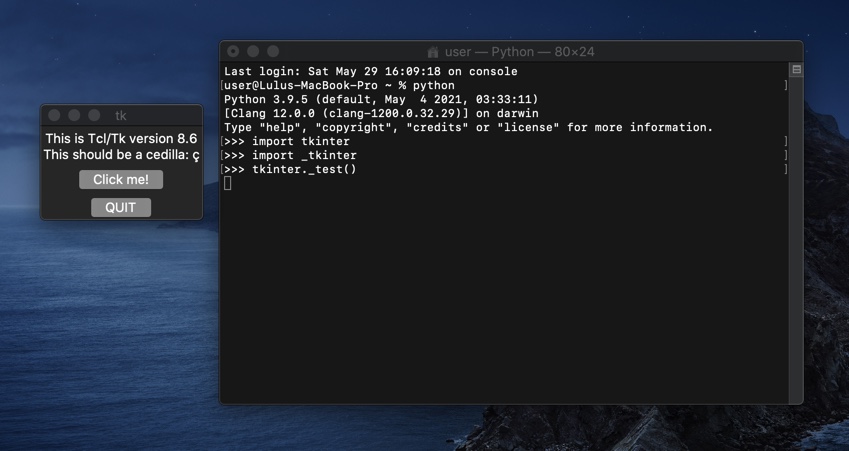 user — Python — 80×24
Last login: Sat May 29 16:09:18 on console
[user@Lulus-MacBook-Pro ~ % python ]
Python 3.9.5 (default, May  4 2021, 03:33:11)
[Clang 12.0.0 (clang-1200.0.32.29)] on darwin
Type "help", "copyright", "credits" or "license" for more information.
[>>> import tkinter ]
[>>> import _tkinter ]
[>>> tkinter._test() ]
tk
This is Tcl/Tk version 8.6
This should be a cedilla: ç
Click me!
QUIT